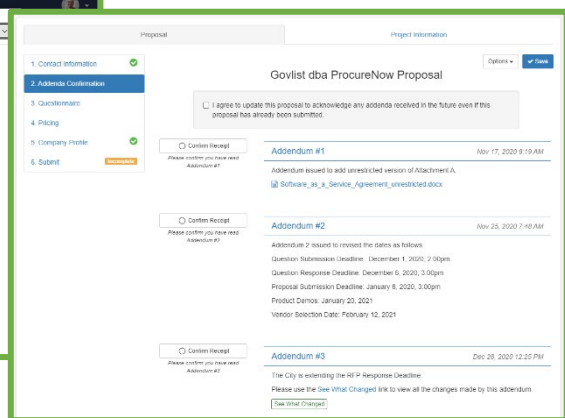 Proposal
Project Information
1. Contact Information
2. Addenda Confirmation
3. Questionnaire
4. Pricing
5. Company Profile
6. Submit
Incomplete
Options
Save
Govlist dba ProcureNow Proposal
I agree to update this proposal to acknowledge any addenda received in the future even if this
proposal has already been submitted.
Confirm Receipt
Please confirm you have read
Addendum #1
Addendum #1
Nov 17, 2020 9:19 AM
Addendum issued to add unrestricted version of Attachment A.
Software_as_a_Service_Agreement_unrestricted.docx
Confirm Receipt
Please confirm you have read
Addendum #2
Addendum #2
Nov 25, 2020 7:48 AM
Addendum 2 issued to revised the dates as follows
Question Submission Deadline: December 1, 2020, 2:00pm
Question Response Deadline: December 6, 2020, 3:00pm
Proposal Submission Deadline: January 6, 2020, 3:00pm
Product Demos: January 20, 2021
Vendor Selection Date: February 12, 2021
Confirm Receipt
Please confirm you have read
Addendum #3
Addendum #3
Dec 28, 2020 12:25 PM
The City is extending the RFP Response Deadline.
Please use the See What Changed link to view all the changes made by this addendum.
See What Changed